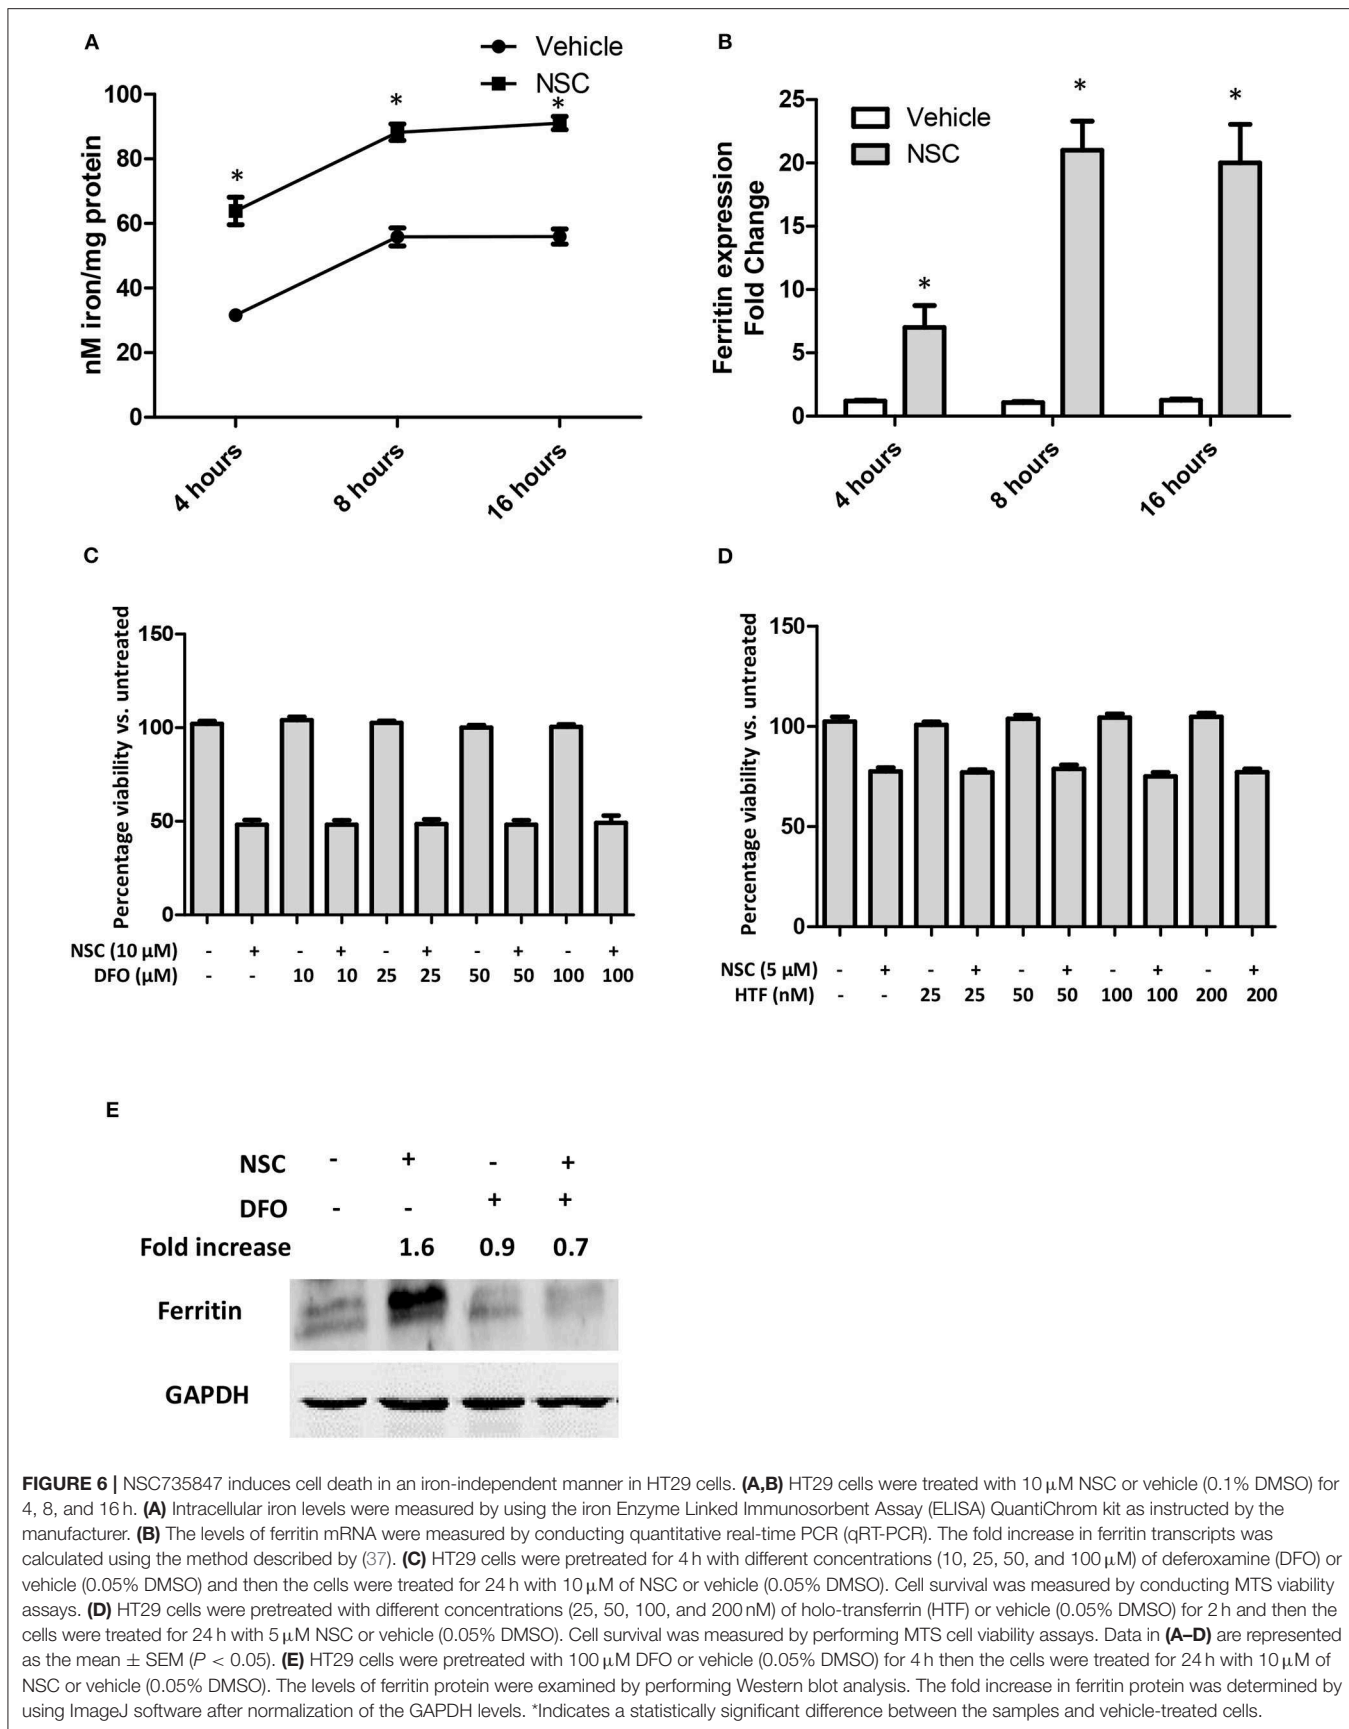 A
Vehicle
NSC
nM iron/mg protein
100
80
60
40
20
0
*
*
*
4 hours
8 hours
16 hours
B
Vehicle
NSC
Ferritin expression
Fold Change
25
20
15
10
5
0
*
*
*
4 hours
8 hours
16 hours
C
Percentage viability vs. untreated
150
100
50
0
NSC (10 μM) - + - + - + - + - +
DFO (μM) - - 10 10 25 25 50 50 100 100
D
Percentage viability vs. untreated
150
100
50
0
NSC (5 μM) - + - + - + - + - +
HTF (nM) - - 25 25 50 50 100 100 200 200
E
NSC - + - +
DFO - - + +
Fold increase 1.6 0.9 0.7
Ferritin
GAPDH
FIGURE 6 | NSC735847 induces cell death in an iron-independent manner in HT29 cells. (A,B) HT29 cells were treated with 10 μM NSC or vehicle (0.1% DMSO) for
4, 8, and 16 h. (A) Intracellular iron levels were measured by using the iron Enzyme Linked Immunosorbent Assay (ELISA) QuantiChrom kit as instructed by the
manufacturer. (B) The levels of ferritin mRNA were measured by conducting quantitative real-time PCR (qRT-PCR). The fold increase in ferritin transcripts was
calculated using the method described by (37). (C) HT29 cells were pretreated for 4 h with different concentrations (10, 25, 50, and 100 μM) of deferoxamine (DFO) or
vehicle (0.05% DMSO) and then the cells were treated for 24 h with 10 μM of NSC or vehicle (0.05% DMSO). Cell survival was measured by conducting MTS viability
assays. (D) HT29 cells were pretreated with different concentrations (25, 50, 100, and 200 nM) of holo-transferrin (HTF) or vehicle (0.05% DMSO) for 2 h and then the
cells were treated for 24 h with 5 μM NSC or vehicle (0.05% DMSO). Cell survival was measured by performing MTS cell viability assays. Data in (A–D) are represented
as the mean ± SEM (P < 0.05). (E) HT29 cells were pretreated with 100 μM DFO or vehicle (0.05% DMSO) for 4 h then the cells were treated for 24 h with 10 μM of
NSC or vehicle (0.05% DMSO). The levels of ferritin protein were examined by performing Western blot analysis. The fold increase in ferritin protein was determined by
using ImageJ software after normalization of the GAPDH levels. *Indicates a statistically significant difference between the samples and vehicle-treated cells.